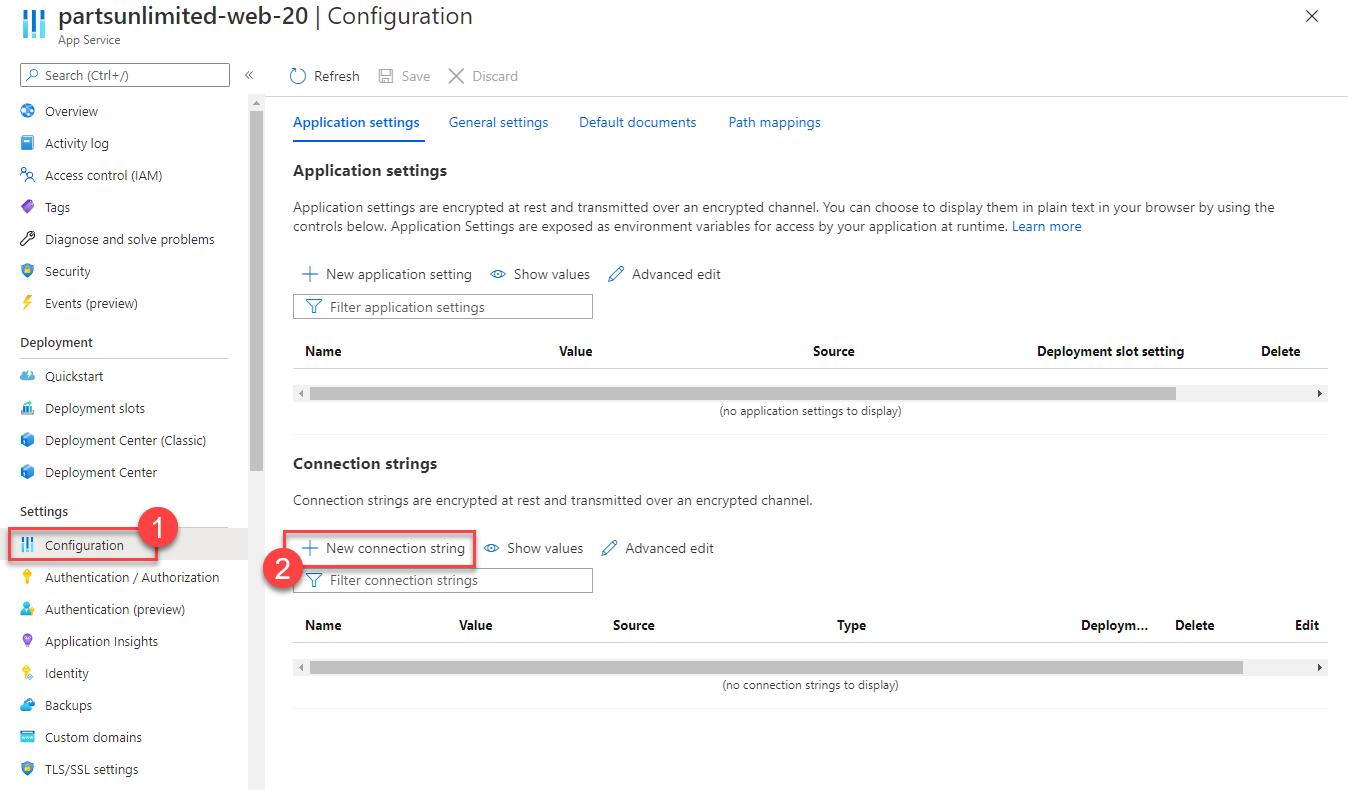 partsunlimited-web-20 | Configuration
App Service
Search (Ctrl+/)
«
Overview
Activity log
Access control (IAM)
Tags
Diagnose and solve problems
Security
Events (preview)
Deployment
Quickstart
Deployment slots
Deployment Center (Classic)
Deployment Center
Settings
1
Configuration
Authentication / Authorization
Authentication (preview)
Application Insights
Identity
Backups
Custom domains
TLS/SSL settings
Refresh Save Discard
Application settings General settings Default documents Path mappings
Application settings
Application settings are encrypted at rest and transmitted over an encrypted channel. You can choose to display them in plain text in your browser by using the
controls below. Application Settings are exposed as environment variables for access by your application at runtime. Learn more
New application setting Show values Advanced edit
Filter application settings
Name Value Source Deployment slot setting Delete
(no application settings to display)
Connection strings
Connection strings are encrypted at rest and transmitted over an encrypted channel.
New connection string Show values Advanced edit
2
Filter connection strings
Name Value Source Type Deploym... Delete Edit
(no connection strings to display)